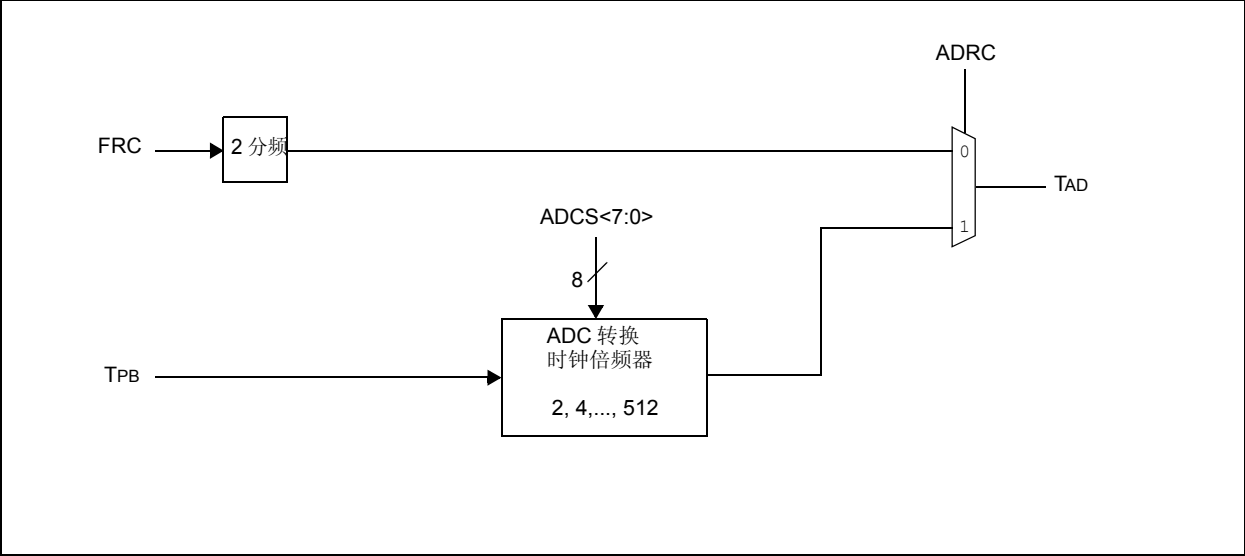 ADRC
FRC
2 分频
0
TAD
ADCS<7:0>
1
8
ADC 转换
时钟倍频器
TPB
2, 4,..., 512